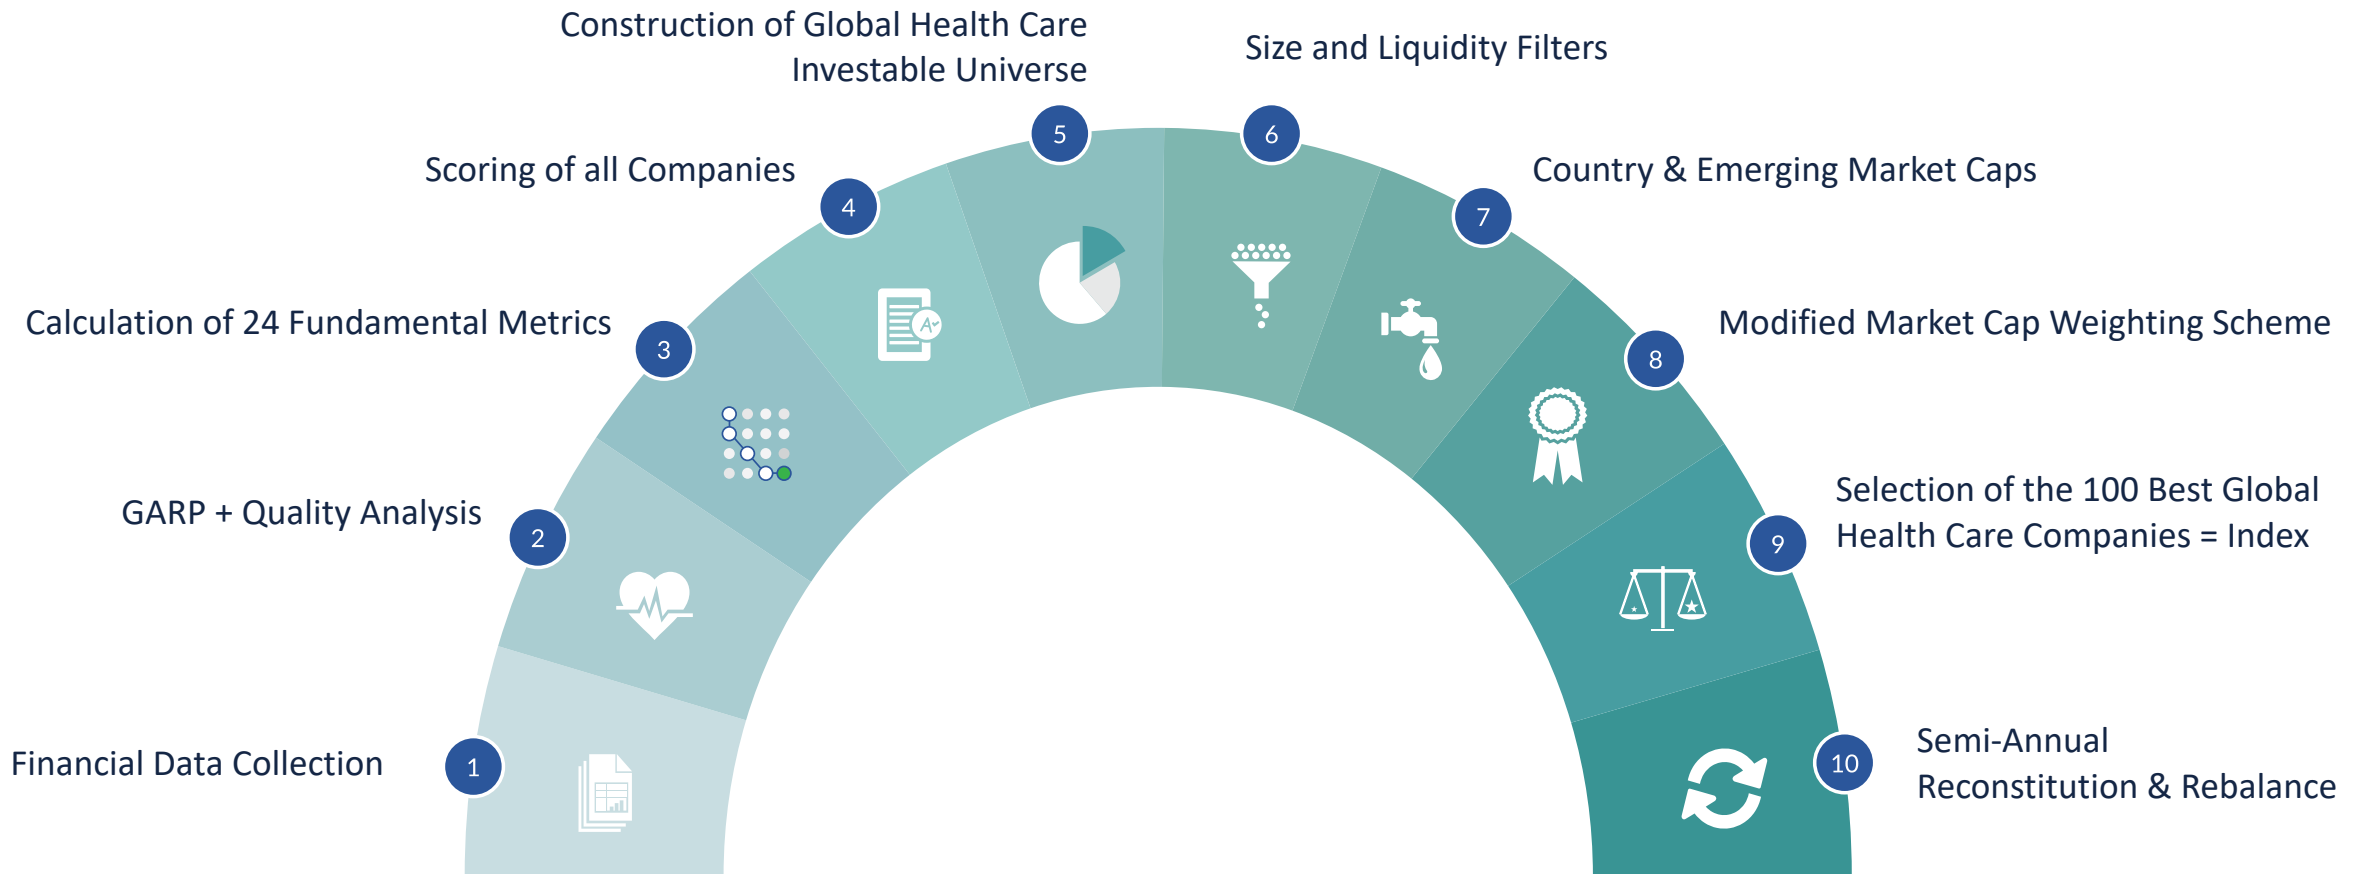 1
Financial Data Collection
2
GARP + Quality Analysis
3
Calculation of 24 Fundamental Metrics
4
Scoring of all Companies
5
Construction of Global Health Care
Investable Universe
6
Size and Liquidity Filters
7
Country & Emerging Market Caps
8
Modified Market Cap Weighting Scheme
9
Selection of the 100 Best Global
Health Care Companies = Index
10
Semi-Annual
Reconstitution & Rebalance
A